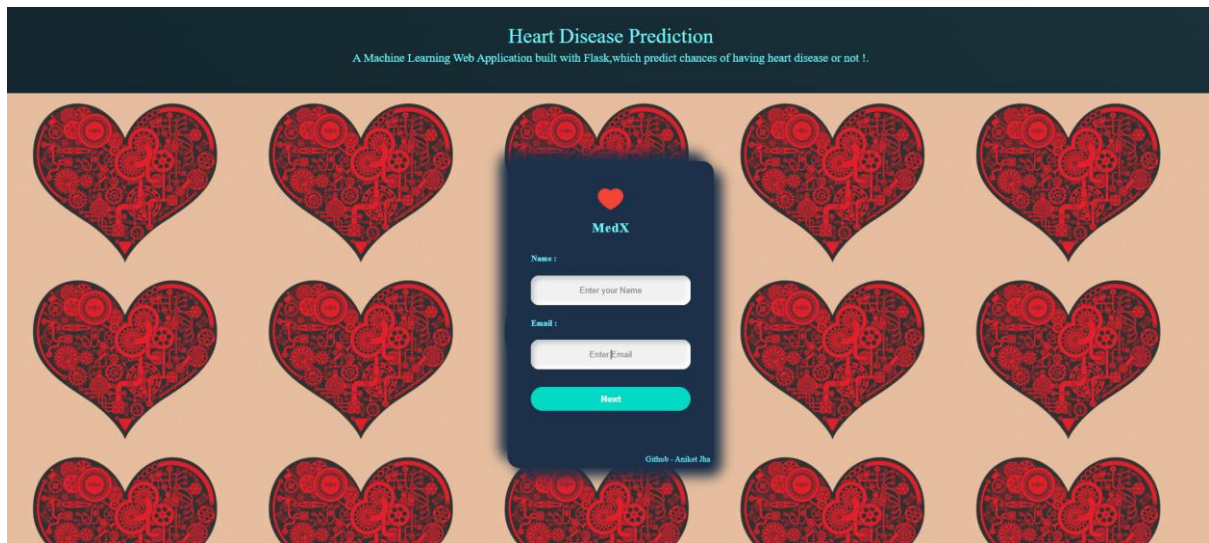 Heart Disease Prediction
A Machine Learning Web Application built with Flask,which predict chances of having heart disease or not !.
MedX
Name :
Enter your Name
Email :
Enter Email
Next
Github - Aniket Jha